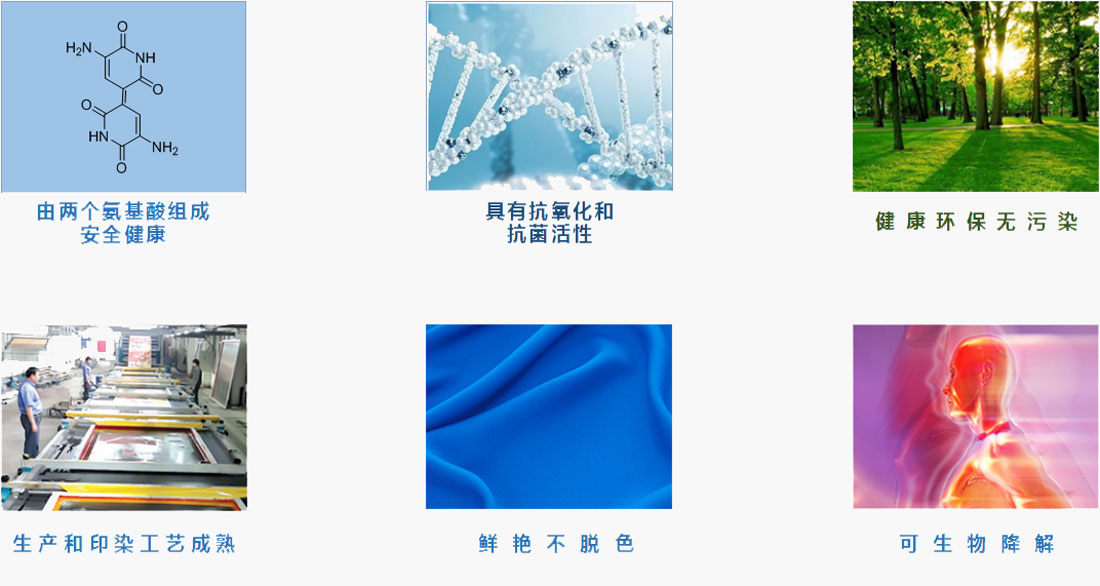 O
H₂N
O
NH
O
O
HN
NH₂
O
由两个氨基酸组成
安全健康
具有抗氧化和
抗菌活性
健康环保无污染
生产和印染工艺成熟
鲜艳不脱色
可生物降解